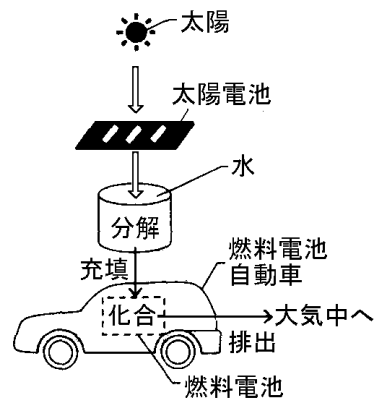 太陽
太陽電池
水
分解
充填
燃料電池
自動車
化合
大気中へ
排出
燃料電池